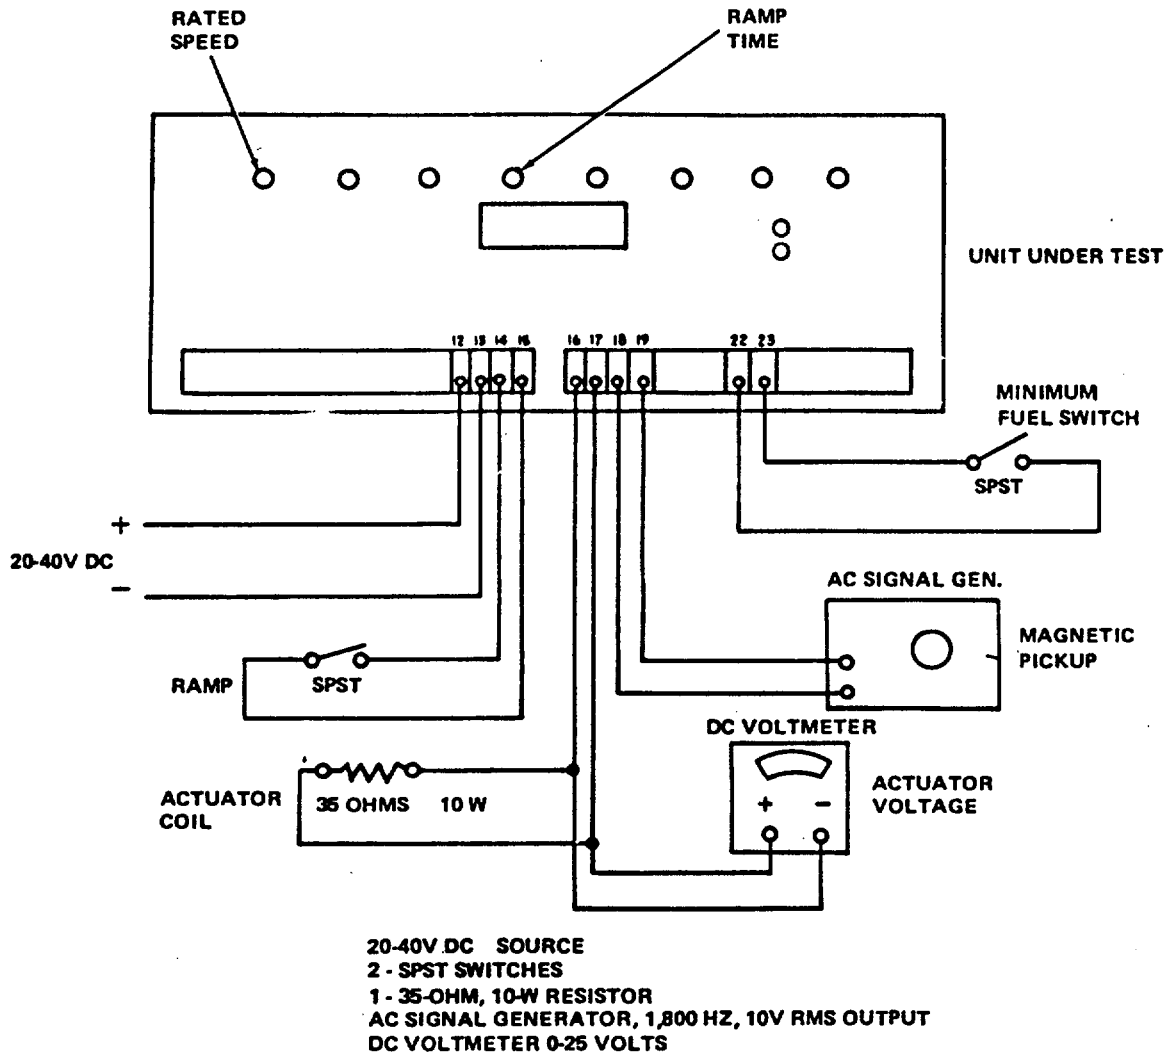 RATED
SPEED
RAMP
TIME
UNIT UNDER TEST
12 13 14 15 16 17 18 19 22 23
MINIMUM
FUEL SWITCH
SPST
+
20-40V DC
−
AC SIGNAL GEN.
MAGNETIC
PICKUP
RAMP
SPST
DC VOLTMETER
ACTUATOR
VOLTAGE
+ −
ACTUATOR
COIL
35 OHMS 10 W
20-40V DC SOURCE
2 - SPST SWITCHES
1 - 35-OHM, 10-W RESISTOR
AC SIGNAL GENERATOR, 1,800 HZ, 10V RMS OUTPUT
DC VOLTMETER 0-25 VOLTS